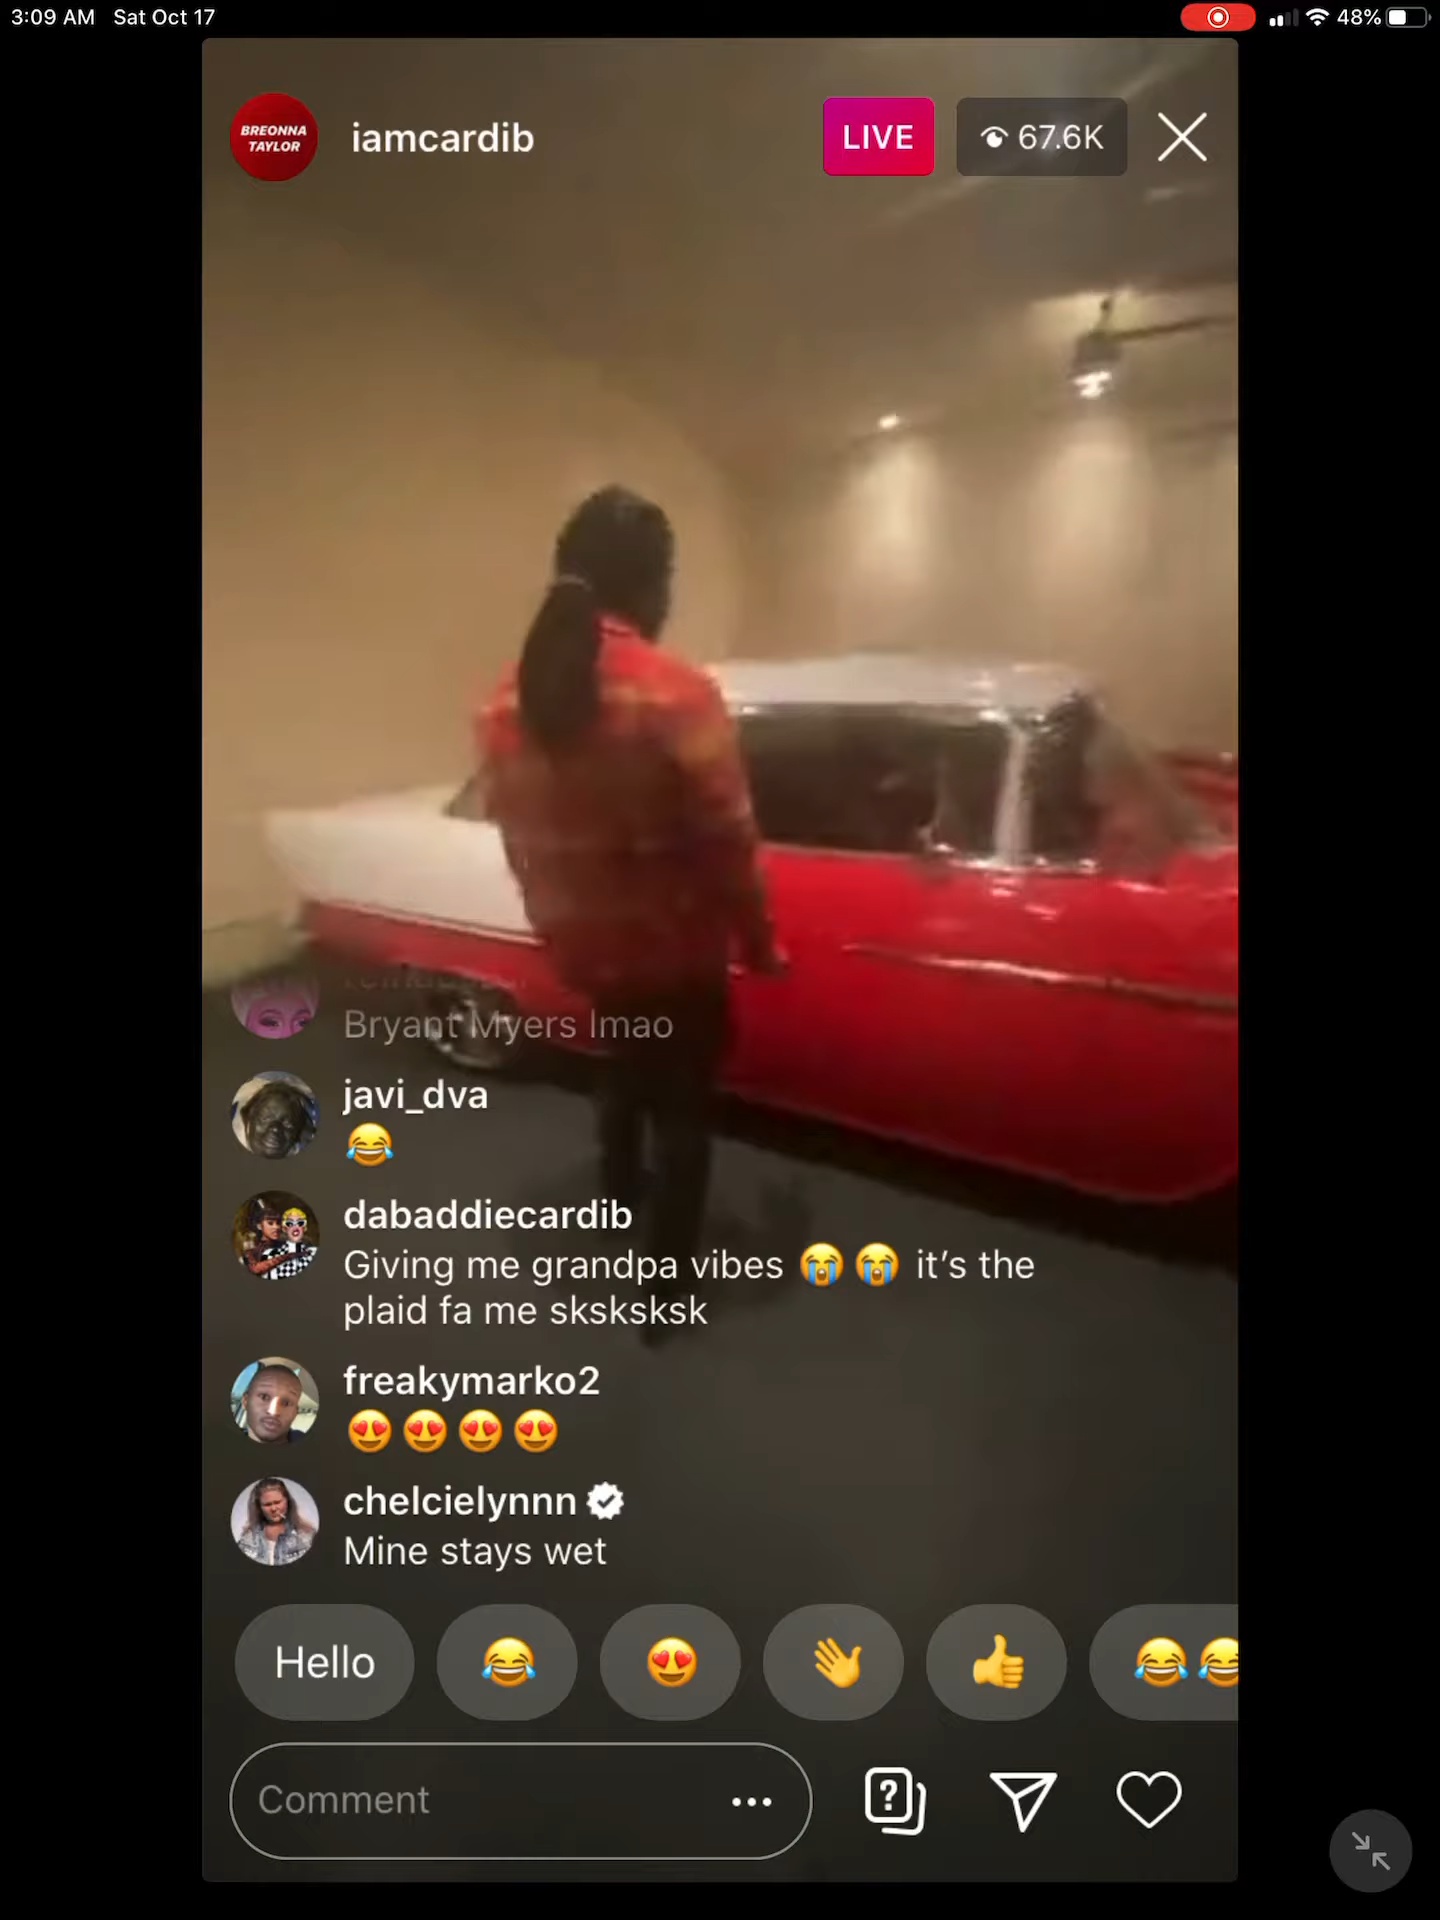 3:09 AM Sat Oct 17
48%
BREONNA
TAYLOR
iamcardib
LIVE
67.6K
Bryant Myers lmao
javi_dva
😂
dabaddiecardib
Giving me grandpa vibes 😭😭 it's the
plaid fa me sksksksk
freakymarko2
😍😍😍😍
chelcielynnn
Mine stays wet
Hello 😂 😍 👋 👍 😂😂
Comment
?